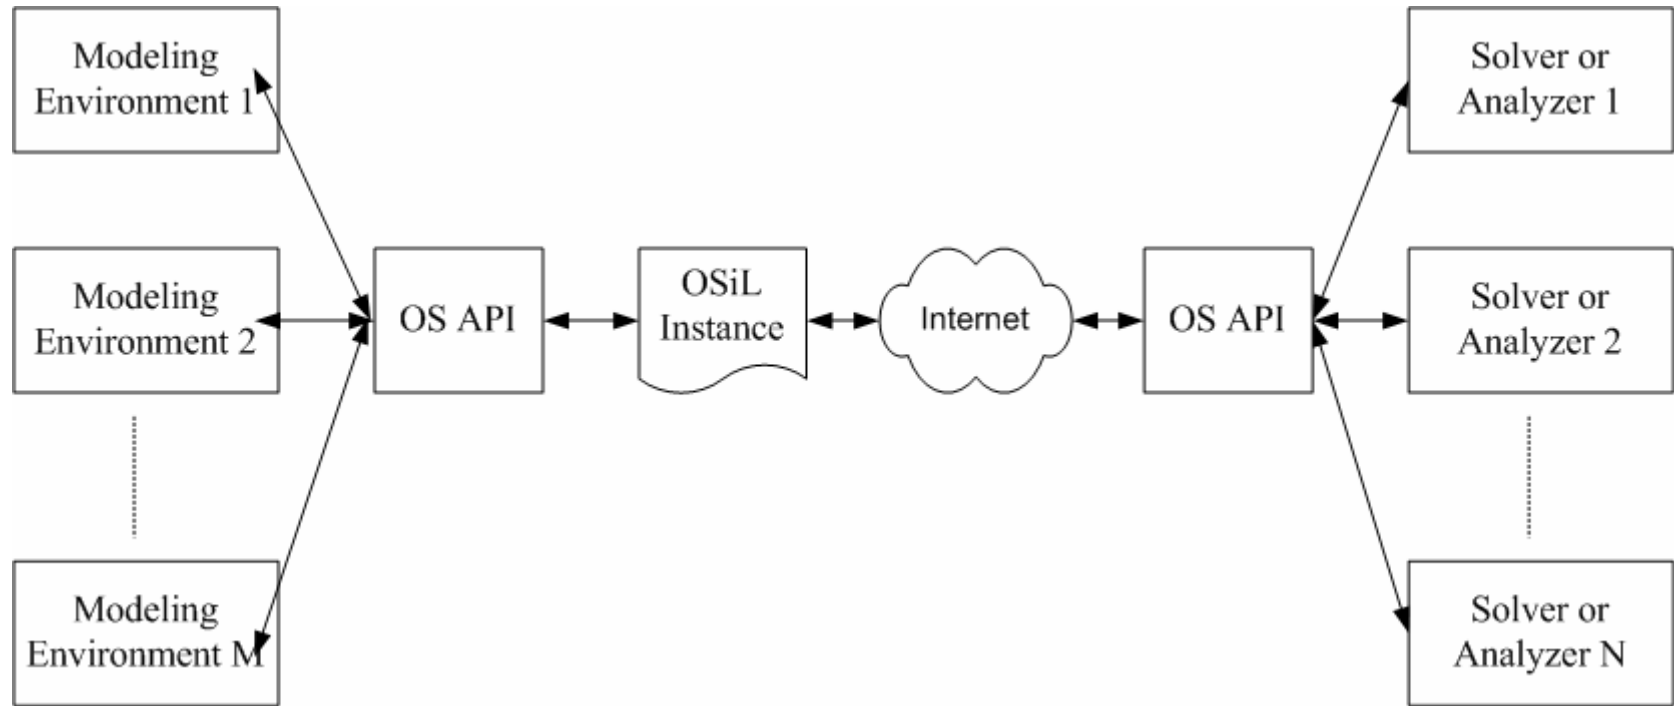 Modeling
Environment 1
Solver or
Analyzer 1
Modeling
Environment 2
OS API
OSiL
Instance
Internet
OS API
Solver or
Analyzer 2
Modeling
Environment M
Solver or
Analyzer N